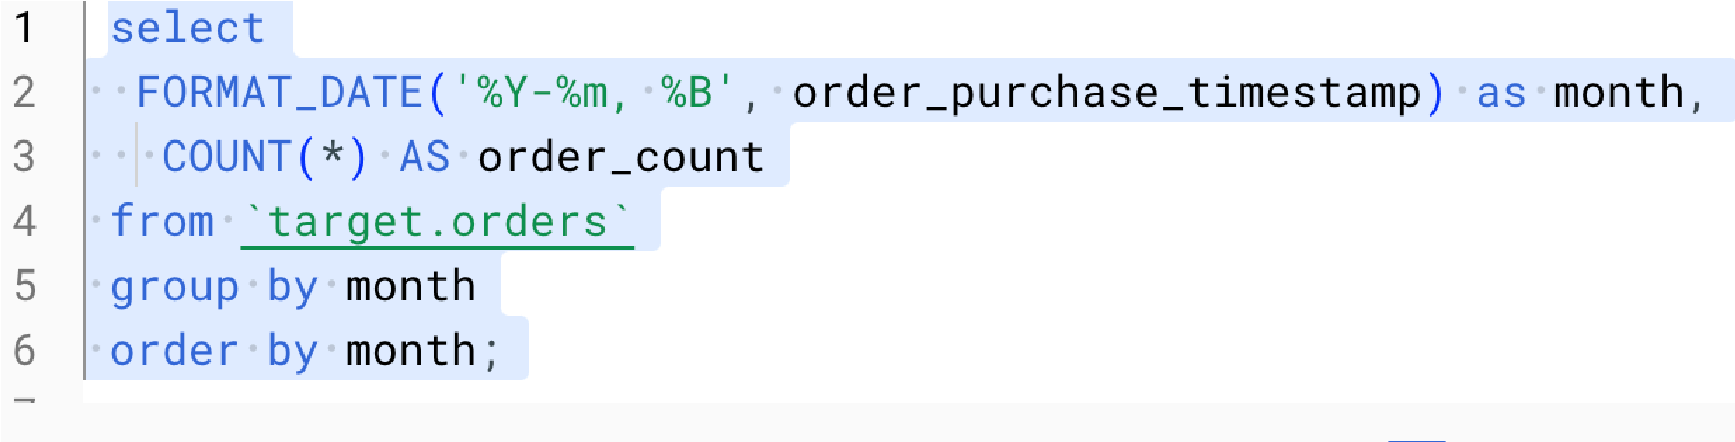 1 select
2 FORMAT_DATE('%Y-%m, %B', order_purchase_timestamp) as month,
3 COUNT(*) AS order_count
4 from `target.orders`
5 group by month
6 order by month;